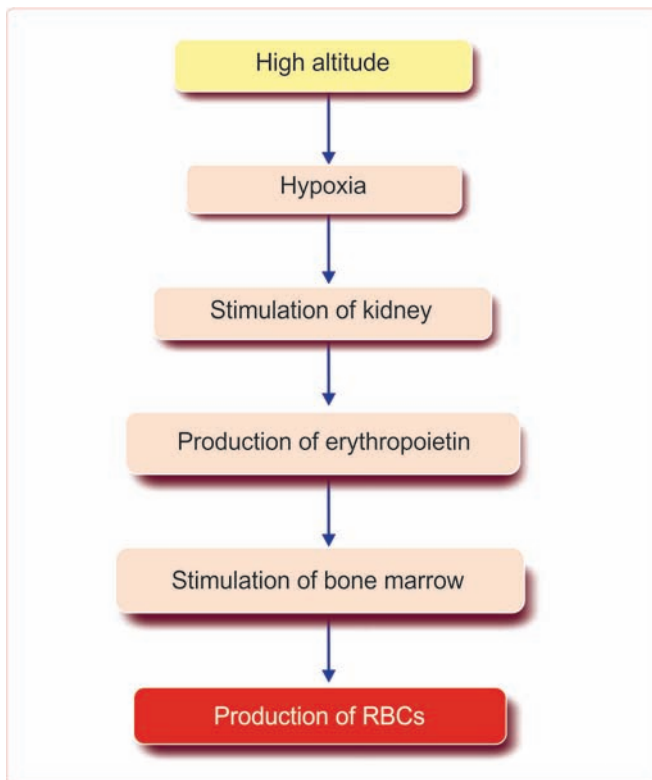 High altitude
Hypoxia
Stimulation of kidney
Production of erythropoietin
Stimulation of bone marrow
Production of RBCs